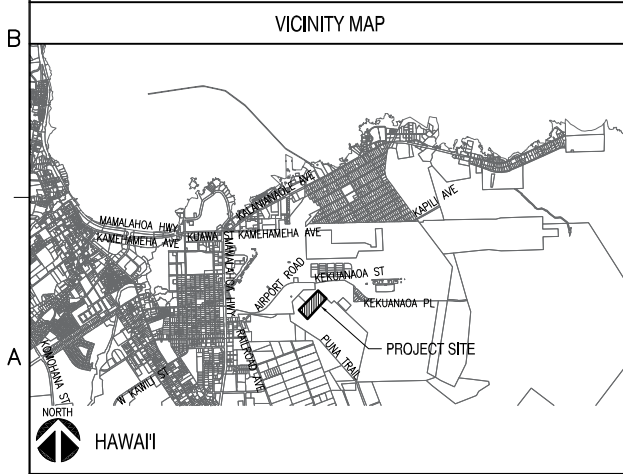 VICINITY MAP
B
KALANIANAOLE AVE
KAPILI AVE
MAMALAHOA HWY
KAMEHAMEHA AVE
KUAWA ST
KAMEHAMEHA AVE
MAMALAHOA HWY
AIRPORT ROAD
KEKUANAOA ST
KEKUANAOA PL
A
PROJECT SITE
PUNA TRAIL
RAILROAD AVE
KOMOHANA ST
W KAWILI ST
NORTH
HAWAI'I